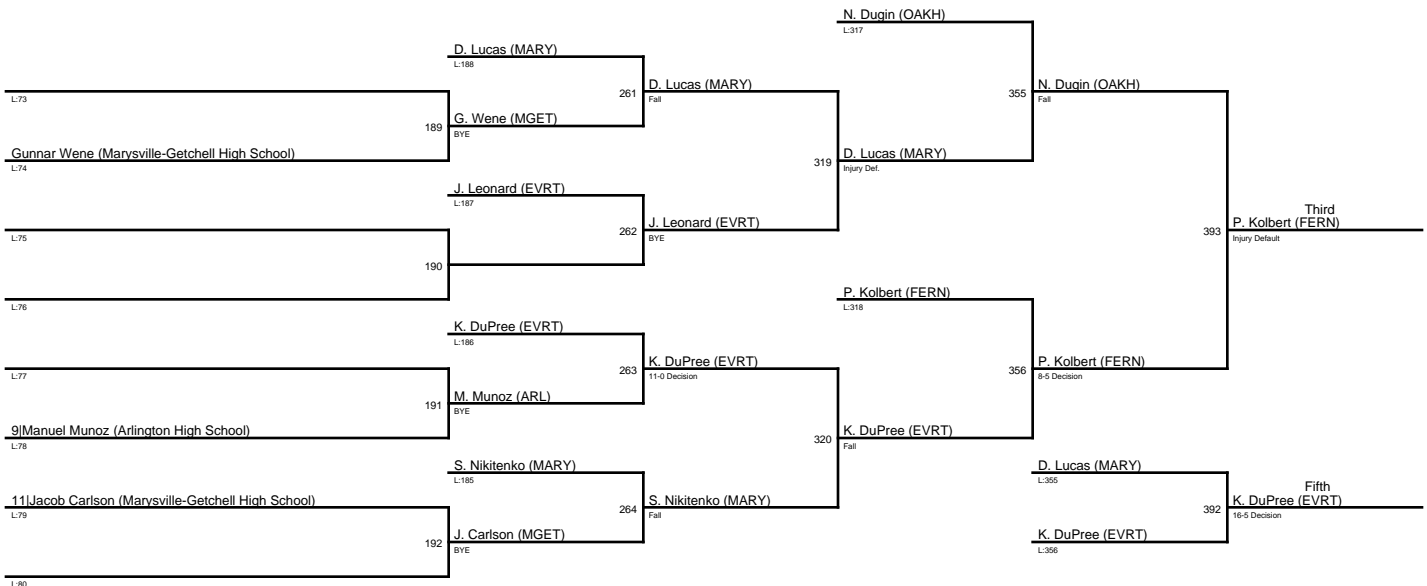 N. Dugin (OAKH)
L:317
D. Lucas (MARY)
L:188
L:73
261
D. Lucas (MARY)
Fall
355
N. Dugin (OAKH)
Fall
189
G. Wene (MGET)
BYE
Gunnar Wene (Marysville-Getchell High School)
L:74
319
D. Lucas (MARY)
Injury Def.
J. Leonard (EVRT)
L:187
L:75
262
J. Leonard (EVRT)
BYE
393
Third
P. Kolbert (FERN)
Injury Default
190
L:76
P. Kolbert (FERN)
L:318
K. DuPree (EVRT)
L:186
L:77
263
K. DuPree (EVRT)
11-0 Decision
356
P. Kolbert (FERN)
8-5 Decision
191
M. Munoz (ARL)
BYE
9|Manuel Munoz (Arlington High School)
L:78
320
K. DuPree (EVRT)
Fall
S. Nikitenko (MARY)
L:185
D. Lucas (MARY)
L:355
11|Jacob Carlson (Marysville-Getchell High School)
L:79
264
S. Nikitenko (MARY)
Fall
392
Fifth
K. DuPree (EVRT)
16-5 Decision
192
J. Carlson (MGET)
BYE
K. DuPree (EVRT)
L:356
L:80